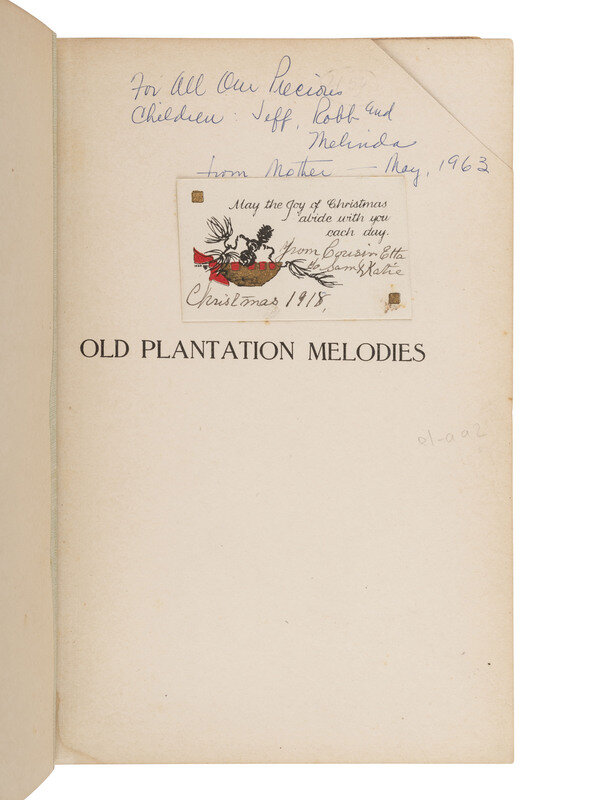 For All Our Precious
Children: Jeff, Robb and
Melinda
from Mother — May, 1963
May the Joy of Christmas
abide with you
each day.
From Cousin Etta
to Sam & Katie
Christmas 1918,
OLD PLANTATION MELODIES